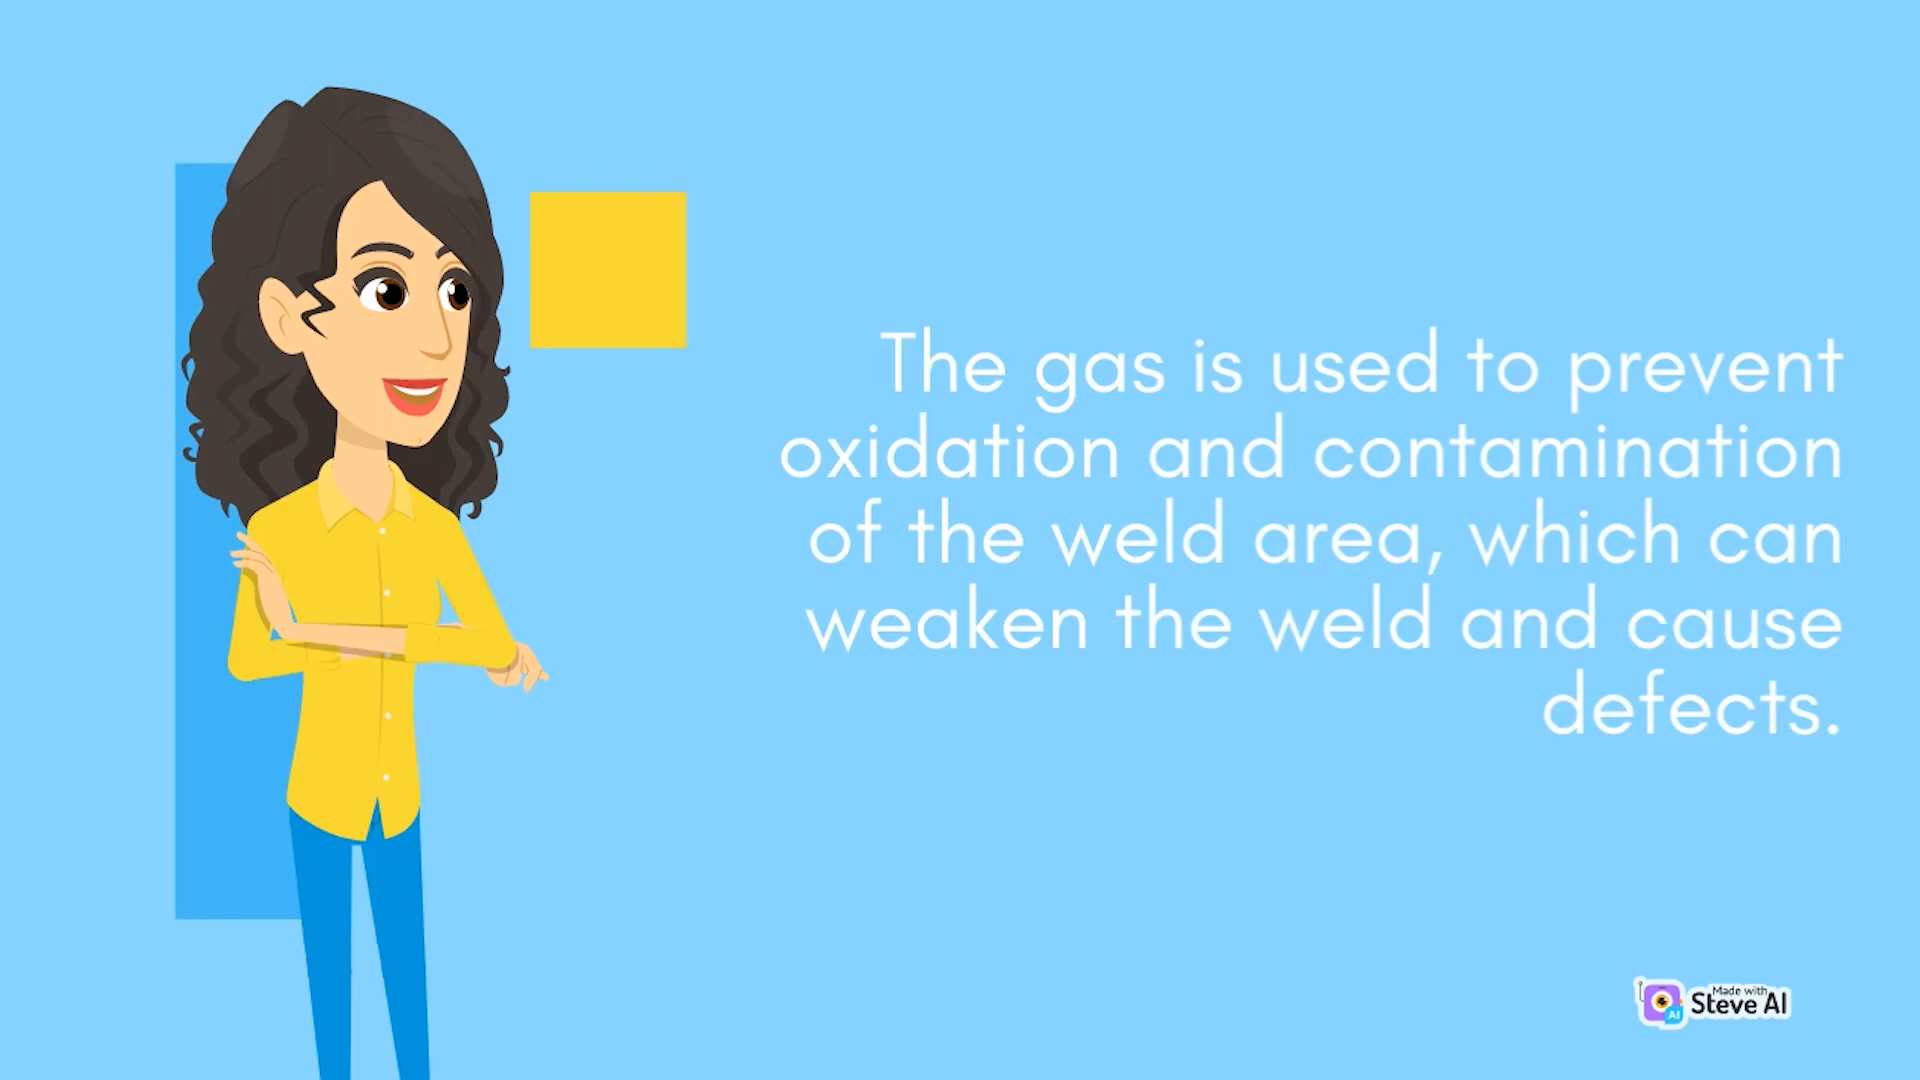 The gas is used to prevent
oxidation and contamination
of the weld area, which can
weaken the weld and cause
defects.
Made with
Steve AI
AI